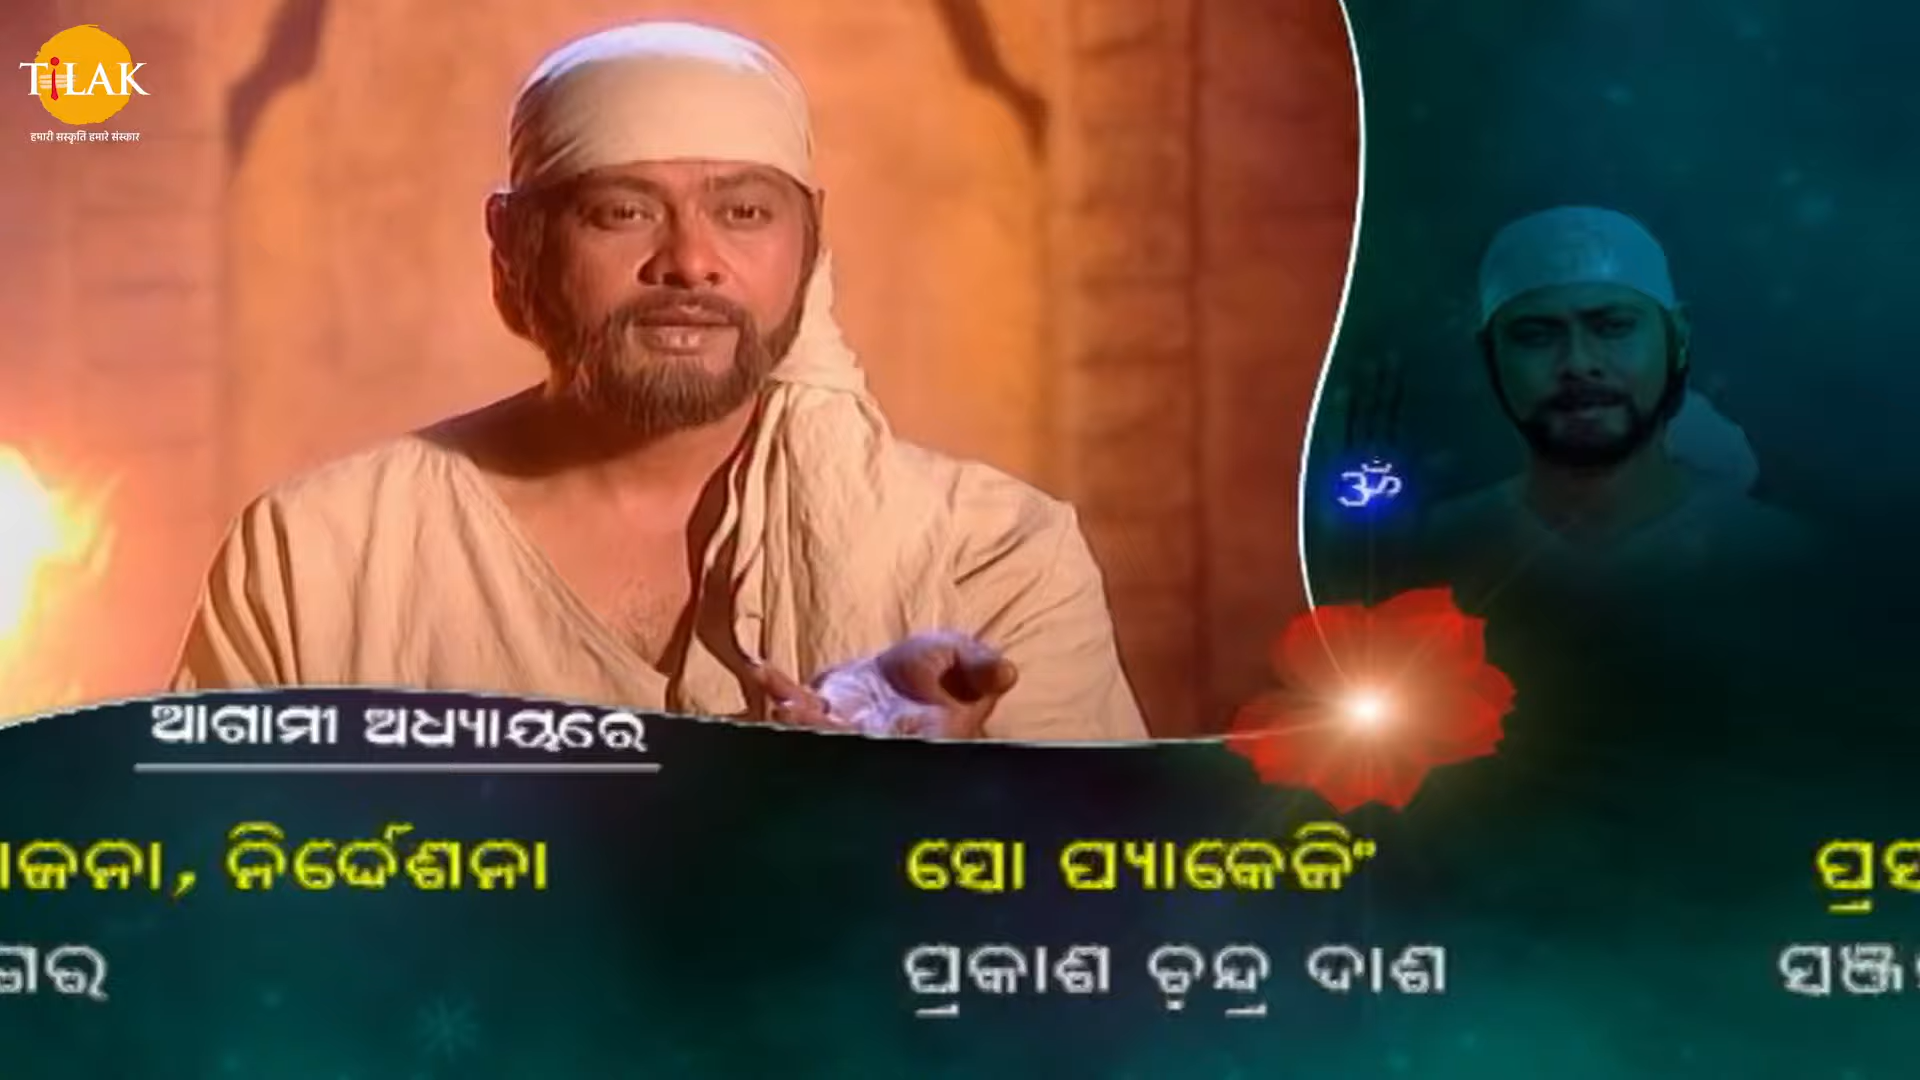 TiLAK
हमारी संस्कृति हमारे संस्कार
ॐ
ଆଗାମୀ ଅଧ୍ୟାୟରେ
ନିର୍ଦ୍ଦେଶନା
ସୋ ପ୍ୟାକେକିଂ
ପ୍ରକାଶ ଚନ୍ଦ୍ର ଦାଶ